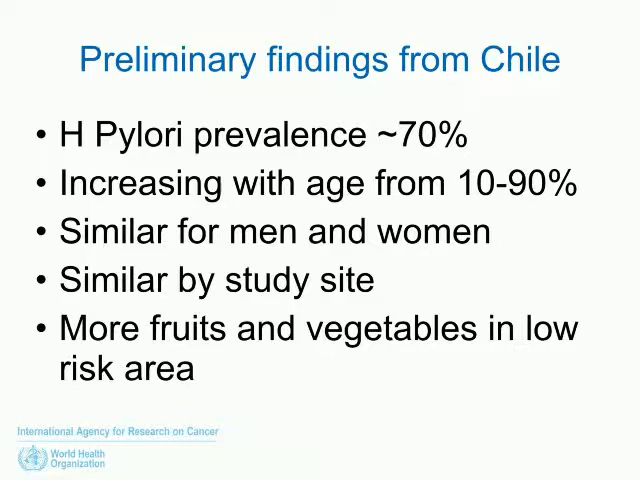 Preliminary findings from Chile
• H Pylori prevalence ~70%
• Increasing with age from 10-90%
• Similar for men and women
• Similar by study site
• More fruits and vegetables in low
risk area
International Agency for Research on Cancer
World Health
Organization